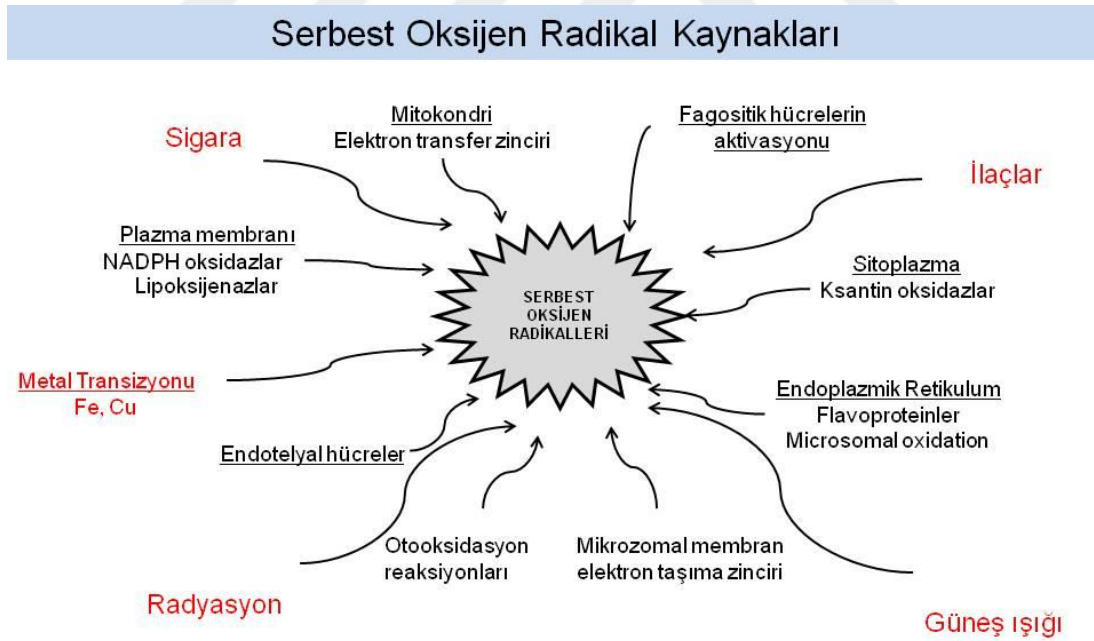 Serbest Oksijen Radikal Kaynakları
Sigara
Mitokondri
Elektron transfer zinciri
Fagositik hücrelerin
aktivasyonu
İlaçlar
Plazma membranı
NADPH oksidazlar
Lipoksijenazlar
Sitoplazma
Ksantin oksidazlar
SERBEST
OKSİJEN
RADİKALLERİ
Metal Transizyonu
Fe, Cu
Endoplazmik Retikulum
Flavoproteinler
Microsomal oxidation
Endotelyal hücreler
Otooksidasyon
reaksiyonları
Mikrozomal membran
elektron taşıma zinciri
Radyasyon
Güneş ışığı